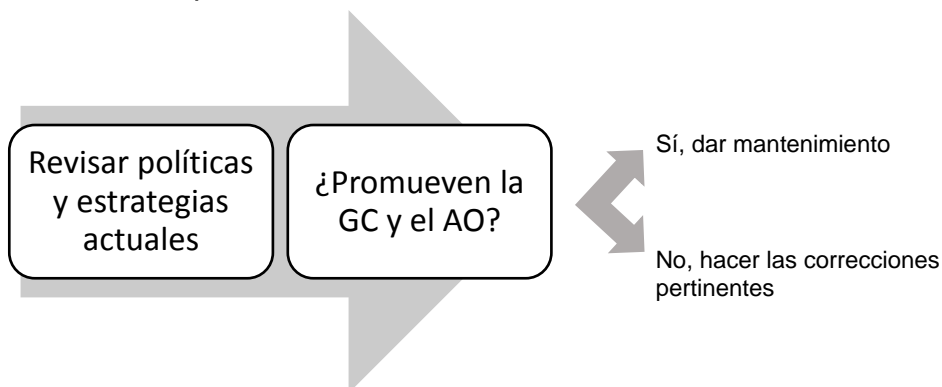 Revisar políticas
y estrategias
actuales
¿Promueven la
GC y el AO?
Sí, dar mantenimiento
No, hacer las correcciones
pertinentes